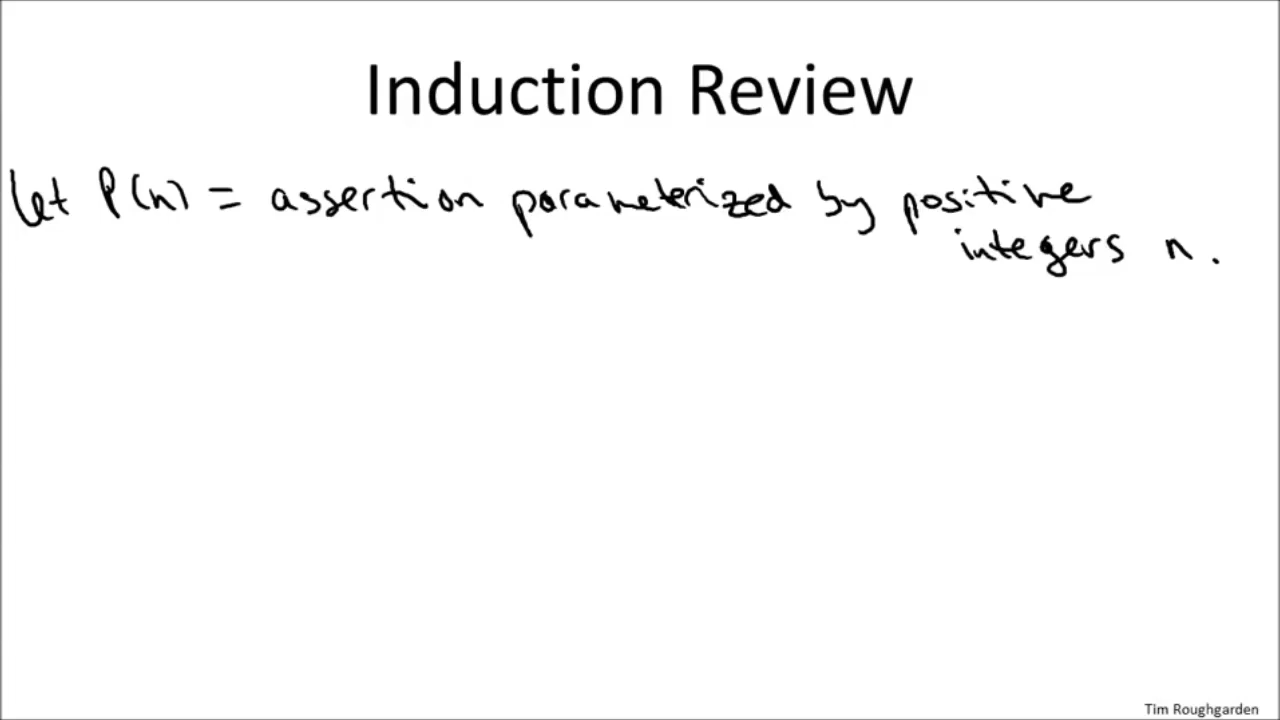 Induction Review
let P(n) = assertion parameterized by positive
integers n.
Tim Roughgarden